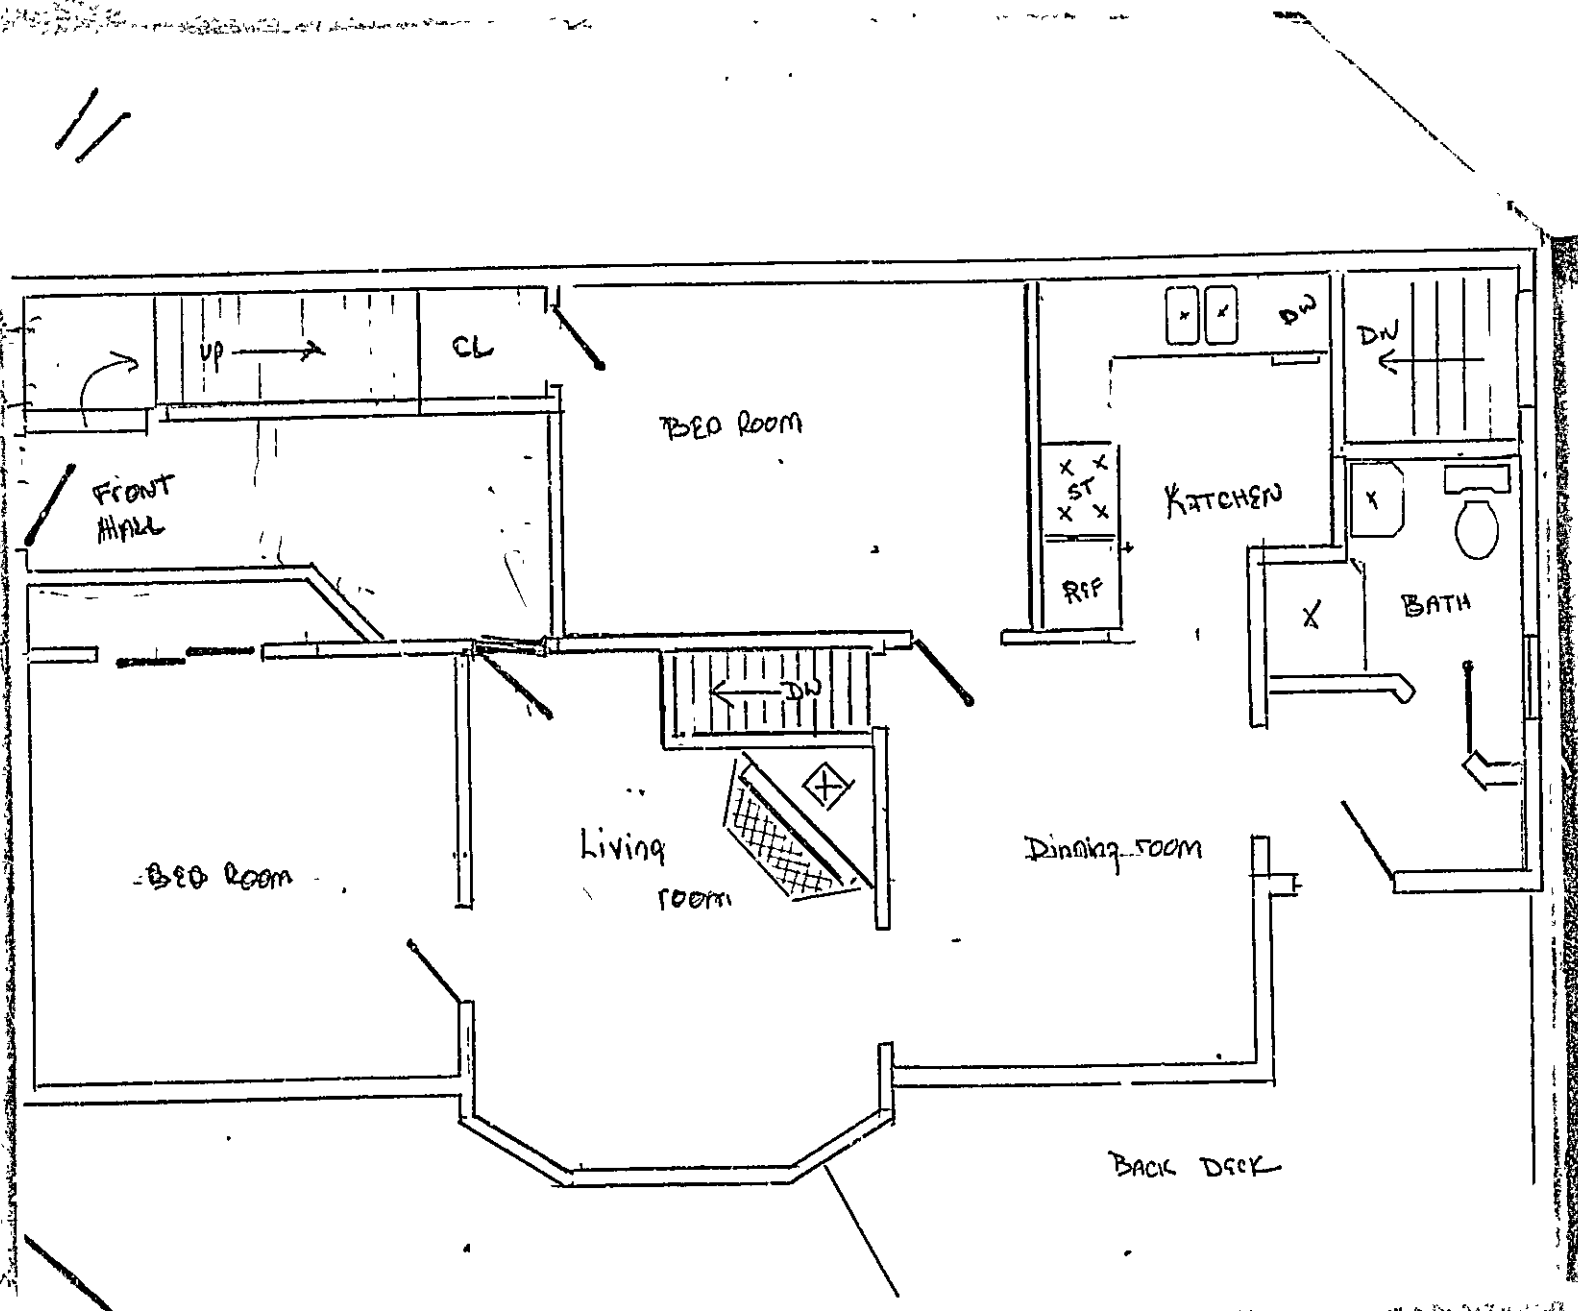 UP
CL
DW
DN
BED ROOM
FRONT
HALL
ST
KITCHEN
REF
BATH
X
DN
Living
room
Dinning room
BED ROOM
BACK DECK